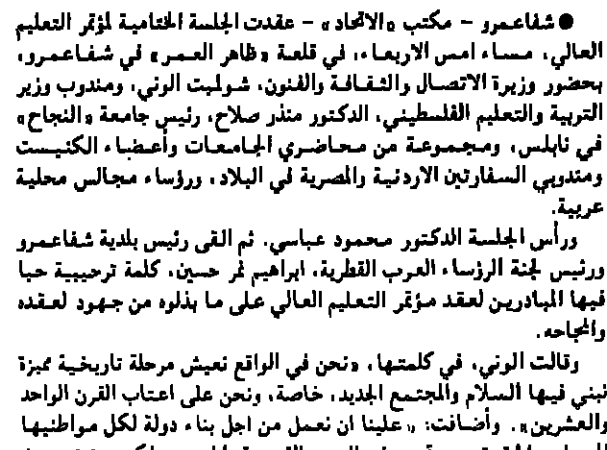 ● شفاعمرو - مكتب «الاتحاد» - عقدت الجلسة الختامية لمؤتمر التعليم
العالي، مساء امس الاربعاء، في قلعة «ظاهر العمر» في شفاعمرو،
بحضور وزيرة الاتصال والثقافة والفنون، شولميت الوني، ومندوب وزير
التربية والتعليم الفلسطيني، الدكتور منذر صلاح، رئيس جامعة «النجاح»
في نابلس، ومجموعة من محاضري الجامعات وأعضاء الكنيست
ومندوبي السفارتين الاردنية والمصرية في البلاد، ورؤساء مجالس محلية
عربية.
ورأس الجلسة الدكتور محمود عباسي. ثم القى رئيس بلدية شفاعمرو
ورئيس لجنة الرؤساء العرب القطرية، ابراهيم نمر حسين، كلمة ترحيبية حيا
فيها المبادرين لعقد مؤتمر التعليم العالي على ما بذلوه من جهود لعقده
والمجاحه.
وقالت الوني، في كلمتها، «نحن في الواقع نعيش مرحلة تاريخية مميزة
نبني فيها السلام والمجتمع الجديد، خاصة، ونحن على اعتاب القرن الواحد
والعشرين». وأضافت: «علينا ان نعمل من اجل بناء دولة لكل مواطنيها